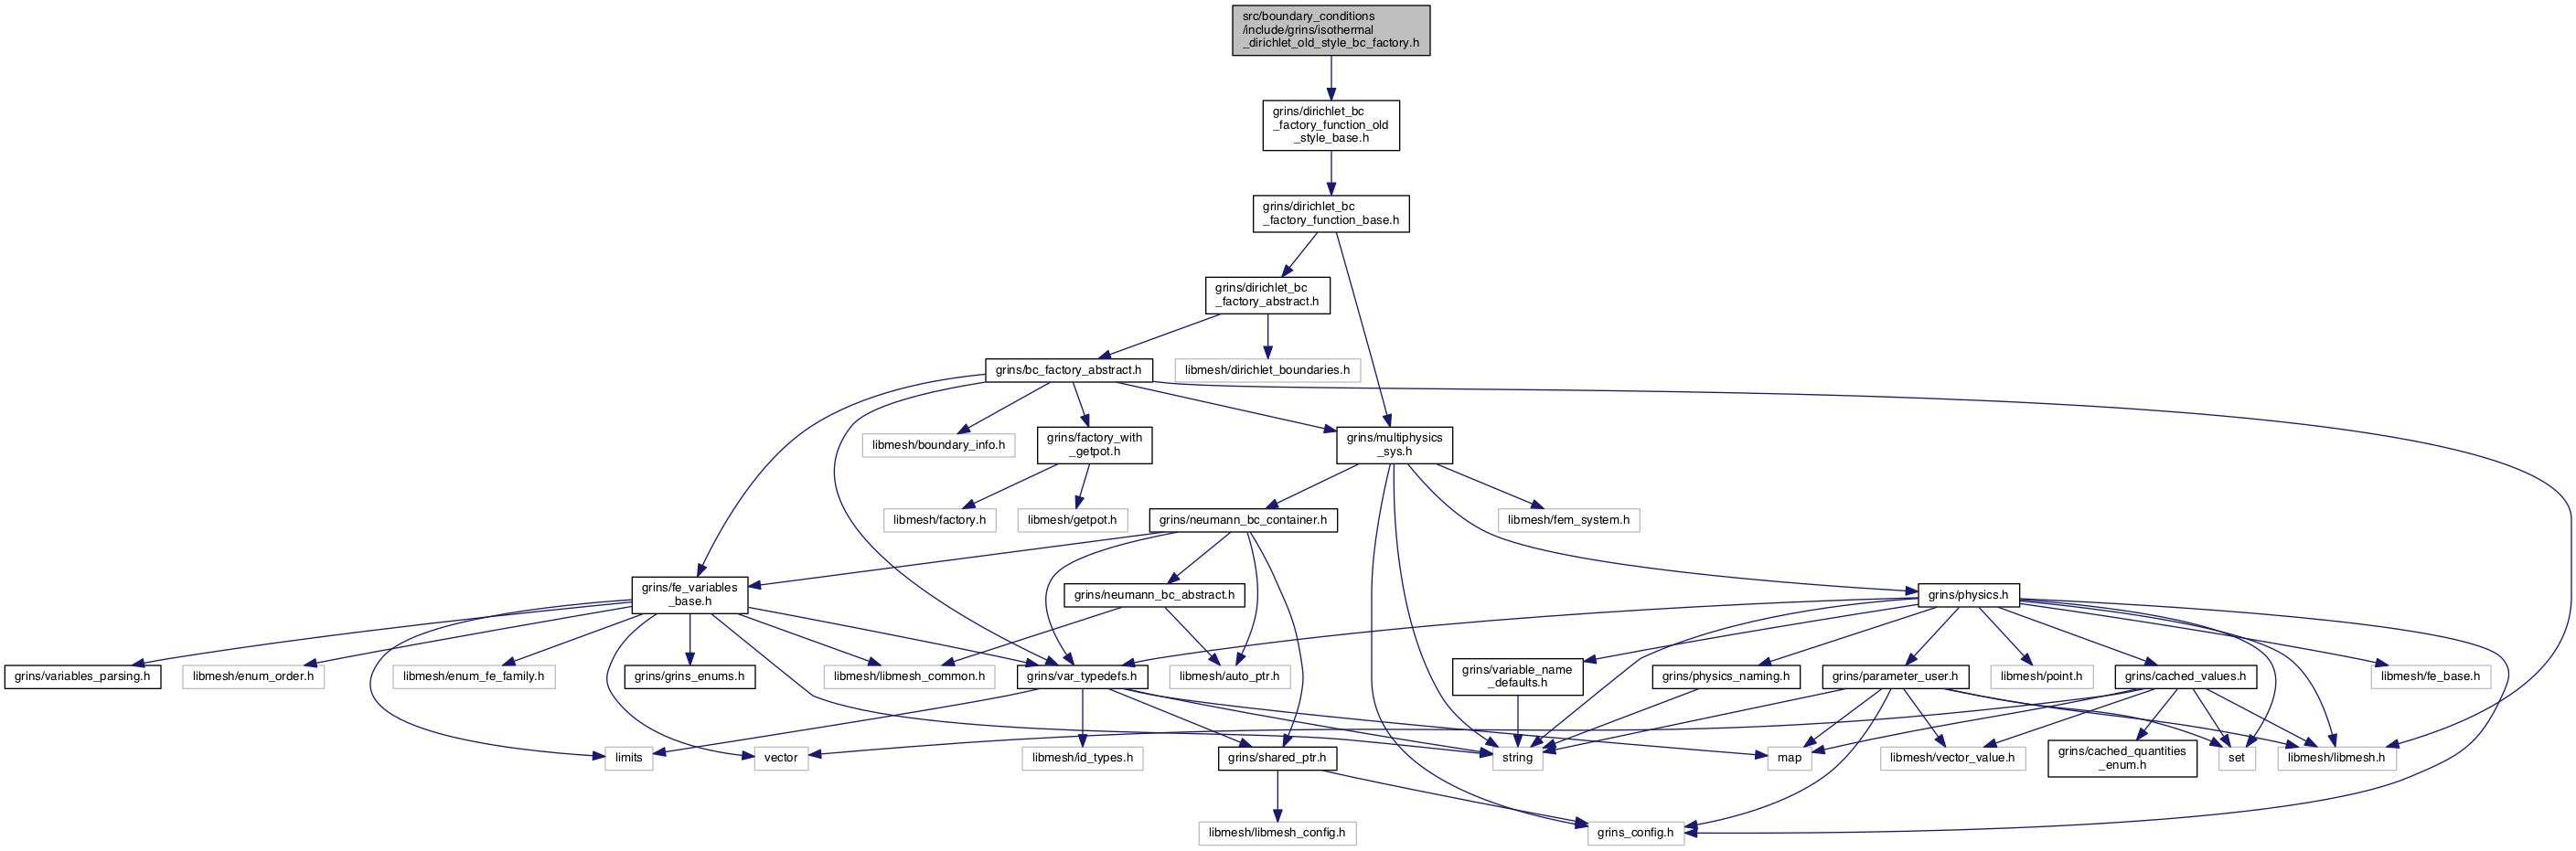 src/boundary_conditions
/include/grins/isothermal
_dirichlet_old_style_bc_factory.h
grins/dirichlet_bc
_factory_function_old
_style_base.h
grins/dirichlet_bc
_factory_function_base.h
grins/dirichlet_bc
_factory_abstract.h
grins/bc_factory_abstract.h
libmesh/dirichlet_boundaries.h
libmesh/boundary_info.h
grins/factory_with
_getpot.h
grins/multiphysics
_sys.h
libmesh/factory.h
libmesh/getpot.h
grins/neumann_bc_container.h
libmesh/fem_system.h
grins/fe_variables
_base.h
grins/neumann_bc_abstract.h
grins/physics.h
grins/variables_parsing.h
libmesh/enum_order.h
libmesh/enum_fe_family.h
grins/grins_enums.h
libmesh/libmesh_common.h
grins/var_typedefs.h
libmesh/auto_ptr.h
grins/variable_name
_defaults.h
grins/physics_naming.h
grins/parameter_user.h
libmesh/point.h
grins/cached_values.h
libmesh/fe_base.h
limits
vector
libmesh/id_types.h
grins/shared_ptr.h
string
map
libmesh/vector_value.h
grins/cached_quantities
_enum.h
set
libmesh/libmesh.h
libmesh/libmesh_config.h
grins_config.h